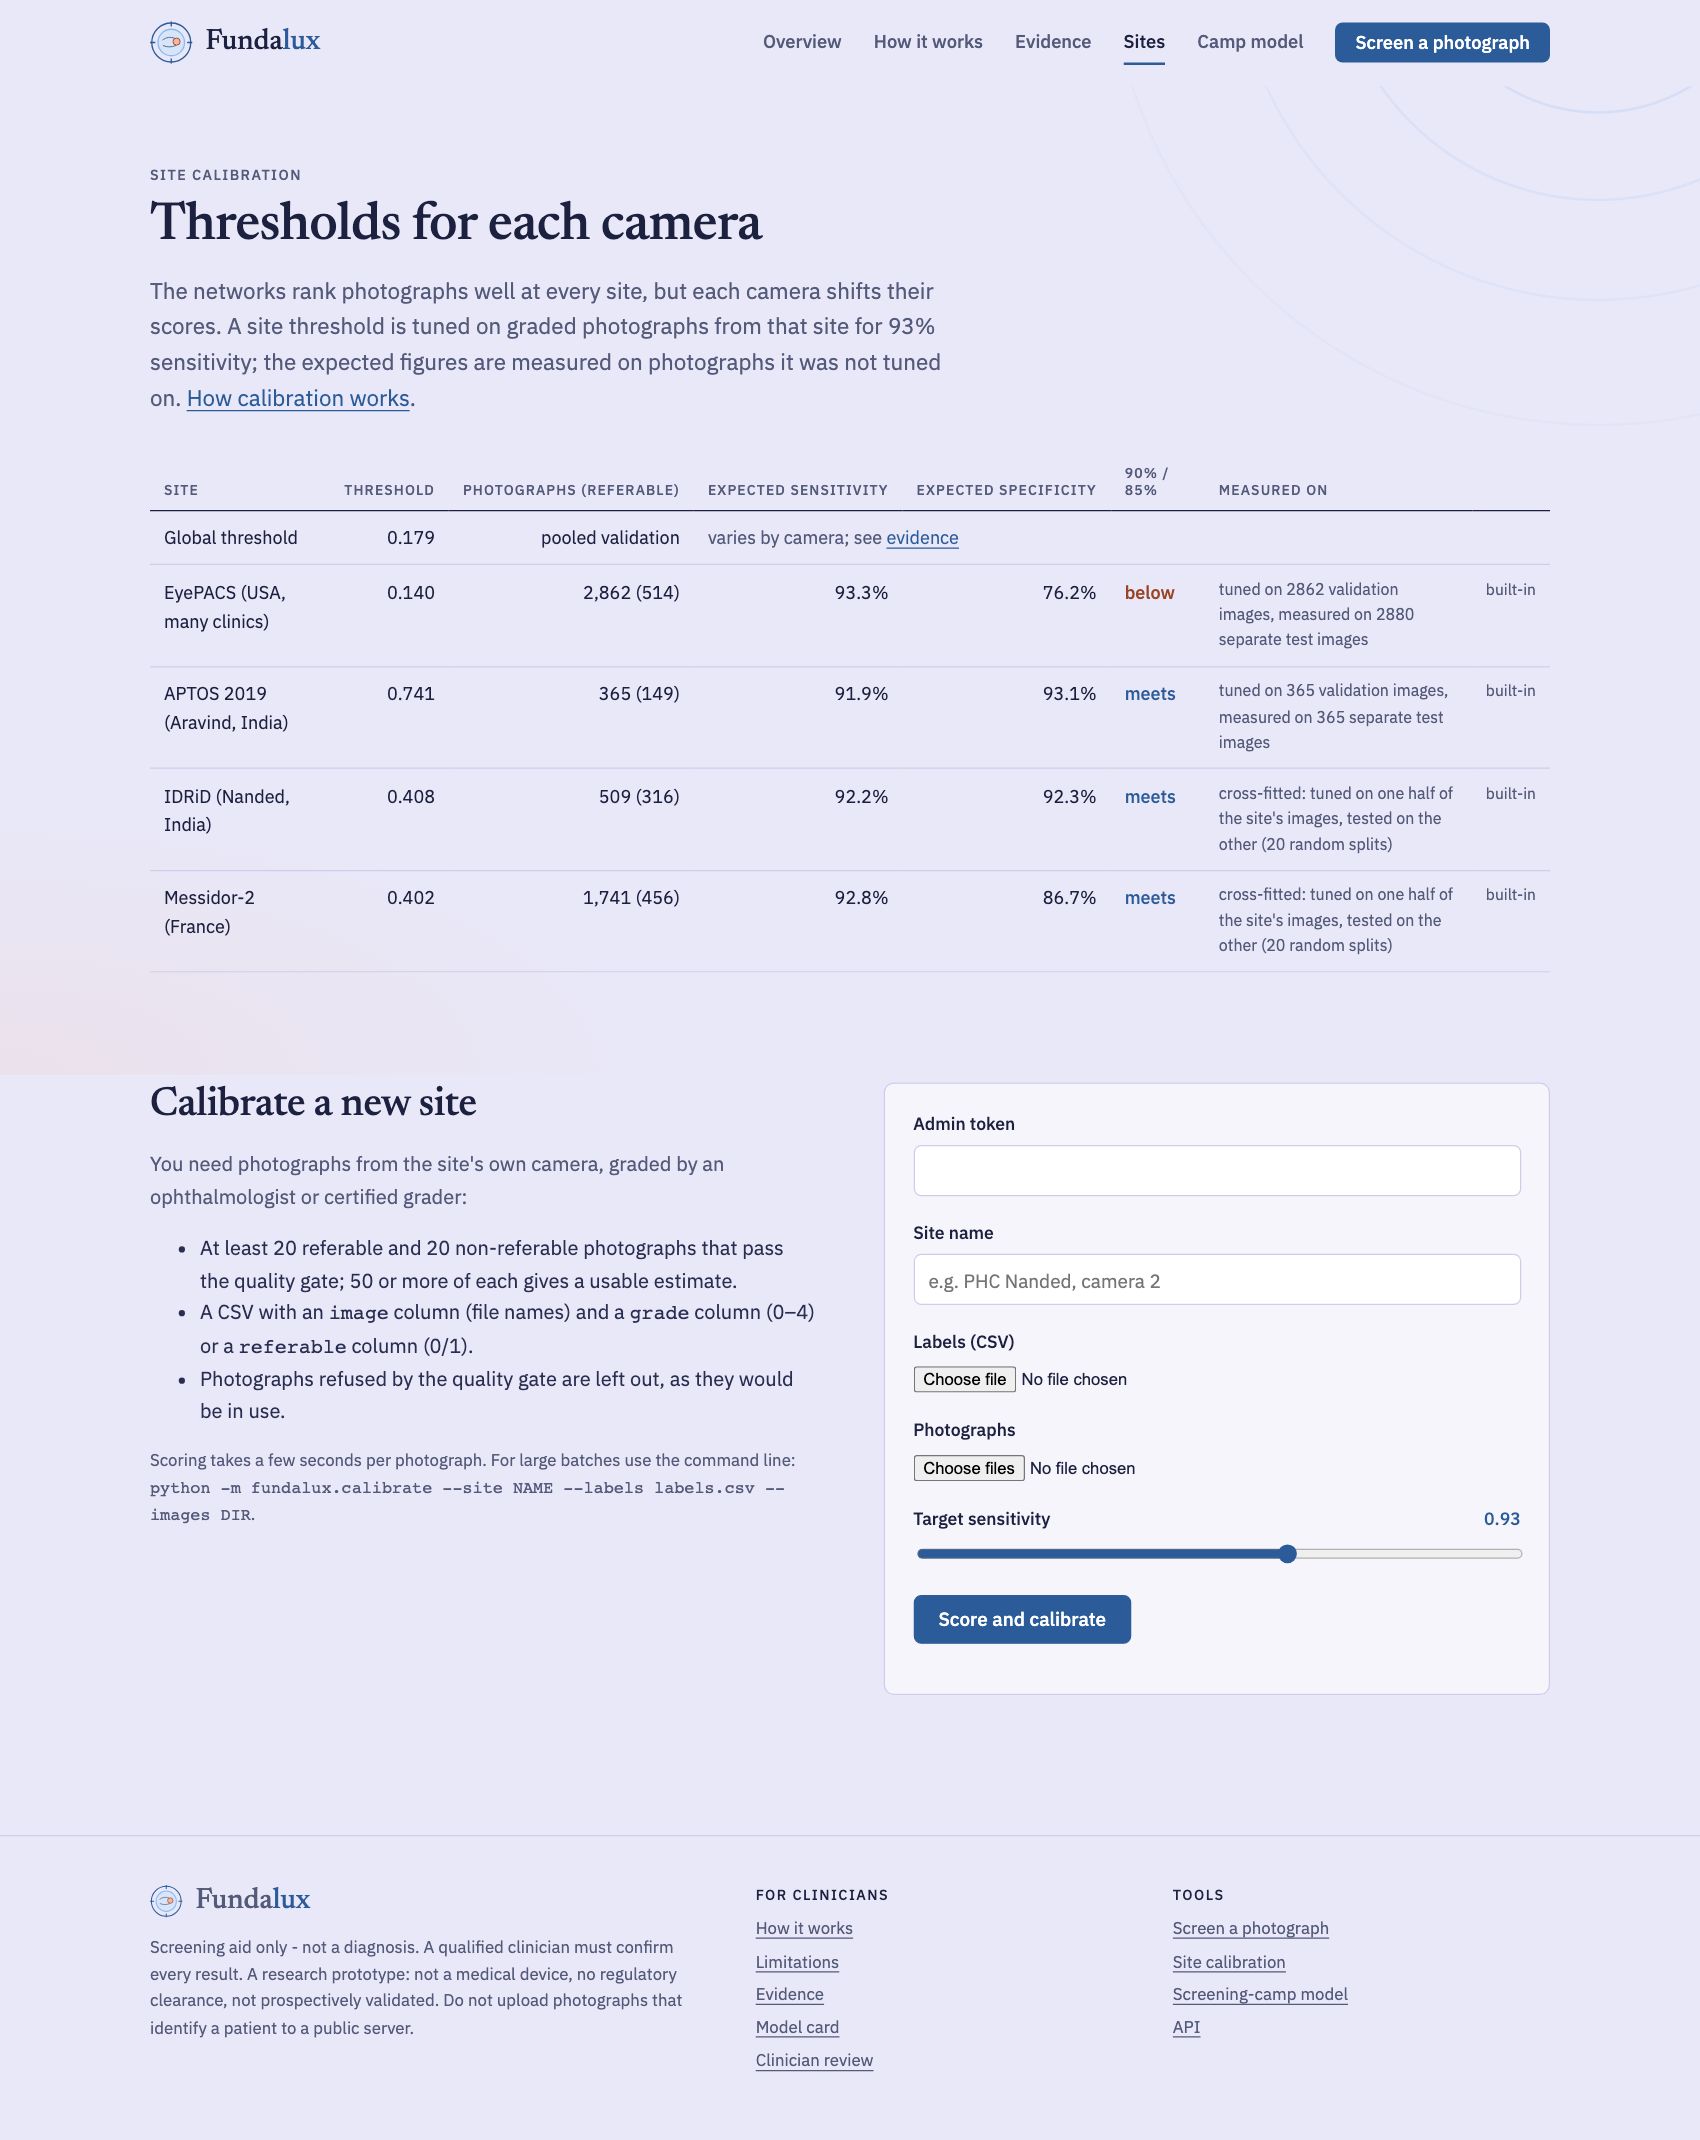 Fundalux
Overview How it works Evidence Sites Camp model Screen a photograph
SITE CALIBRATION
Thresholds for each camera
The networks rank photographs well at every site, but each camera shifts their
scores. A site threshold is tuned on graded photographs from that site for 93%
sensitivity; the expected figures are measured on photographs it was not tuned
on. How calibration works.
SITE THRESHOLD PHOTOGRAPHS (REFERABLE) EXPECTED SENSITIVITY EXPECTED SPECIFICITY 90% / 85% MEASURED ON
Global threshold 0.179 pooled validation varies by camera; see evidence
EyePACS (USA, 0.140 2,862 (514) 93.3% 76.2% below tuned on 2862 validation built-in
many clinics) images, measured on 2880
separate test images
APTOS 2019 0.741 365 (149) 91.9% 93.1% meets tuned on 365 validation images, built-in
(Aravind, India) measured on 365 separate test
images
IDRiD (Nanded, 0.408 509 (316) 92.2% 92.3% meets cross-fitted: tuned on one half of built-in
India) the site's images, tested on the
other (20 random splits)
Messidor-2 0.402 1,741 (456) 92.8% 86.7% meets cross-fitted: tuned on one half of built-in
(France) the site's images, tested on the
other (20 random splits)
Calibrate a new site
You need photographs from the site's own camera, graded by an
ophthalmologist or certified grader:
• At least 20 referable and 20 non-referable photographs that pass
the quality gate; 50 or more of each gives a usable estimate.
• A CSV with an image column (file names) and a grade column (0–4)
or a referable column (0/1).
• Photographs refused by the quality gate are left out, as they would
be in use.
Scoring takes a few seconds per photograph. For large batches use the command line:
python -m fundalux.calibrate --site NAME --labels labels.csv --
images DIR.
Admin token
Site name
e.g. PHC Nanded, camera 2
Labels (CSV)
Choose file No file chosen
Photographs
Choose files No file chosen
Target sensitivity 0.93
Score and calibrate
Fundalux
Screening aid only - not a diagnosis. A qualified clinician must confirm
every result. A research prototype: not a medical device, no regulatory
clearance, not prospectively validated. Do not upload photographs that
identify a patient to a public server.
FOR CLINICIANS
How it works
Limitations
Evidence
Model card
Clinician review
TOOLS
Screen a photograph
Site calibration
Screening-camp model
API